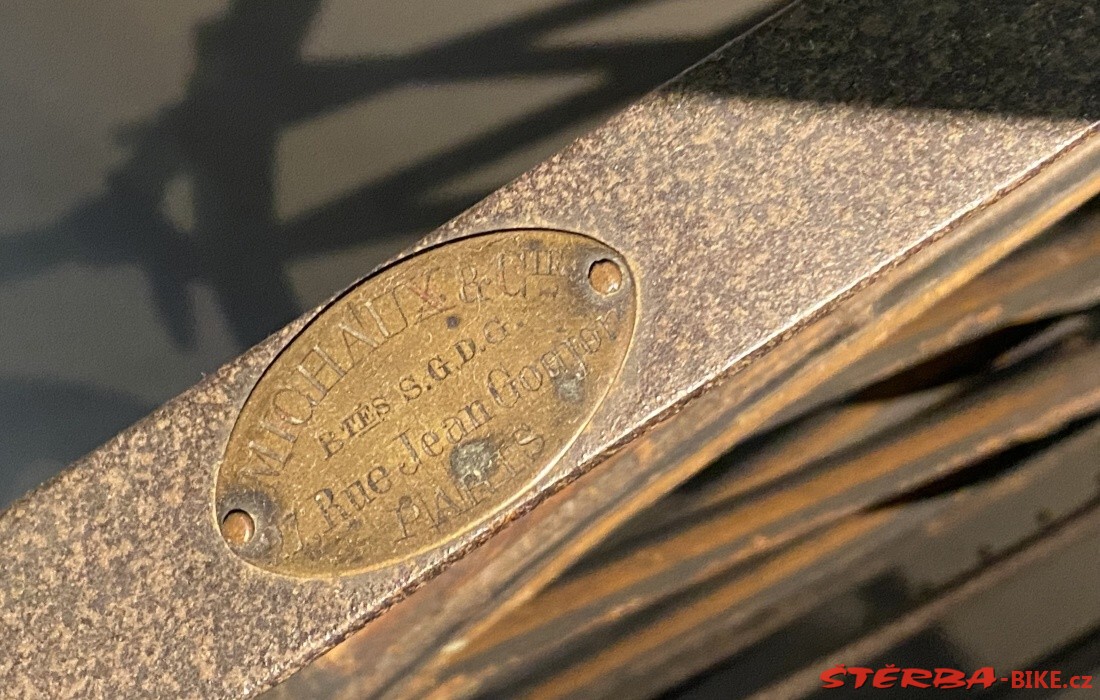 MICHAUX & CIE
BTES S.G.D.G.
7, Rue Jean Goujon
PARIS
ŠTĚRBA-BIKE.cz